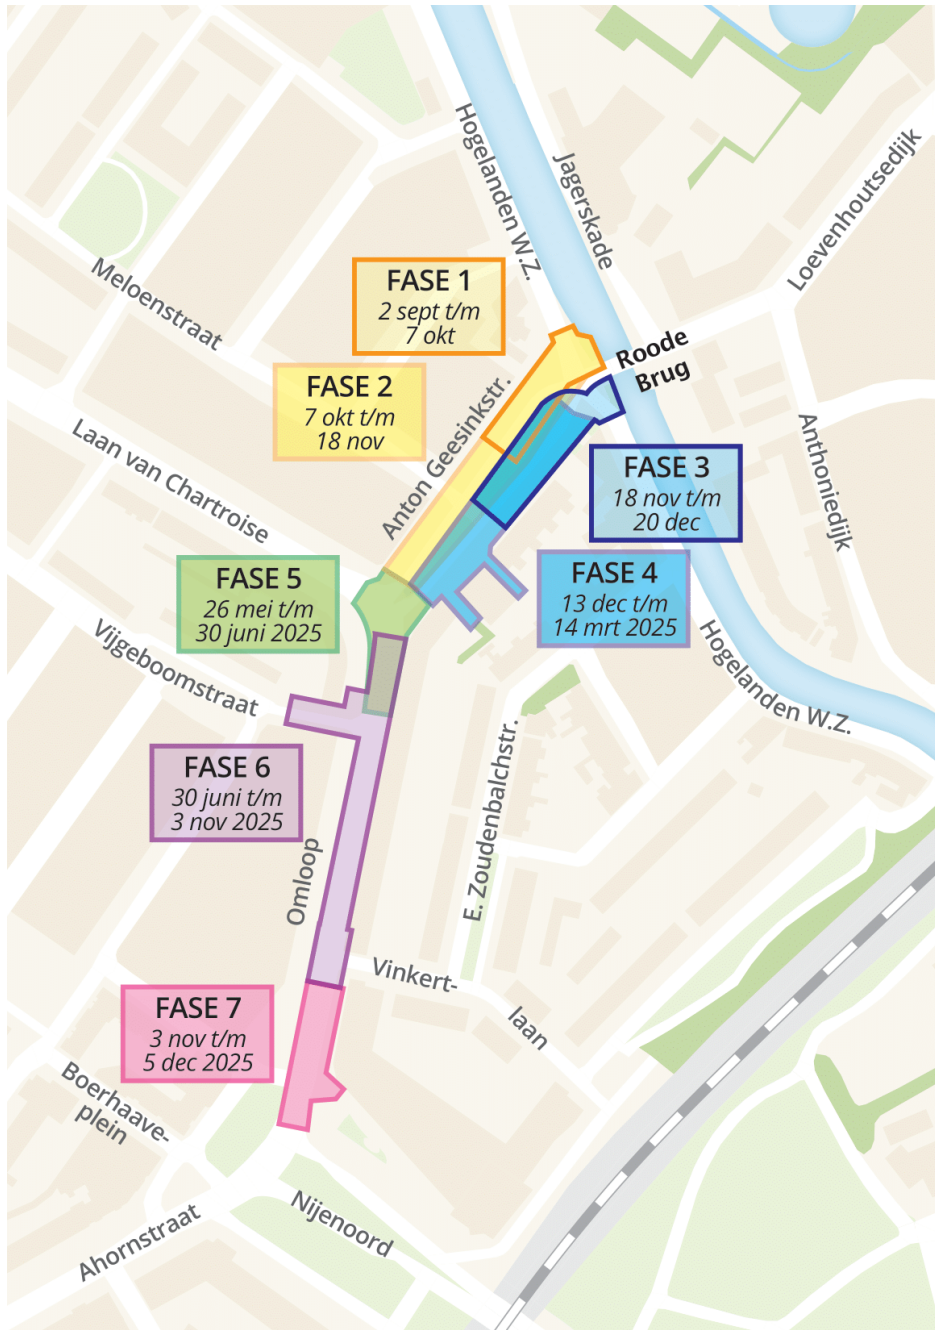 Hogelanden W.Z.
Jagerskade
Loevenhoutsedijk
Meloenstraat
FASE 1
2 sept t/m
7 okt
Roode
Brug
FASE 2
7 okt t/m
18 nov
Anton Geesinkstr.
Laan van Chartroise
Anthoniedijk
FASE 3
18 nov t/m
20 dec
FASE 4
13 dec t/m
14 mrt 2025
FASE 5
26 mei t/m
30 juni 2025
Vijgeboomstraat
Hogelanden W.Z.
FASE 6
30 juni t/m
3 nov 2025
E. Zoudenbalchstr.
Omloop
Vinkert-
laan
FASE 7
3 nov t/m
5 dec 2025
Boerhaave-
plein
Nijenoord
Ahornstraat